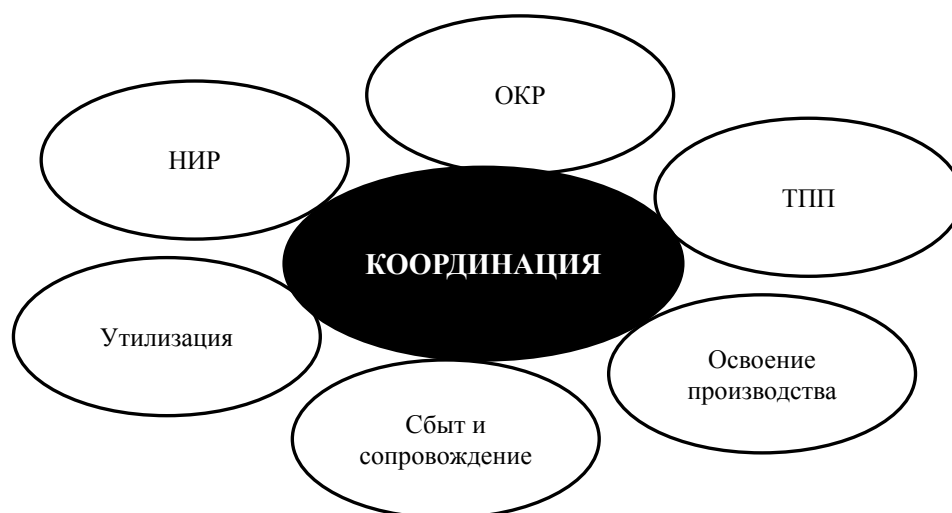 ОКР
НИР
ТПП
КООРДИНАЦИЯ
Утилизация
Освоение
производства
Сбыт и
сопровождение